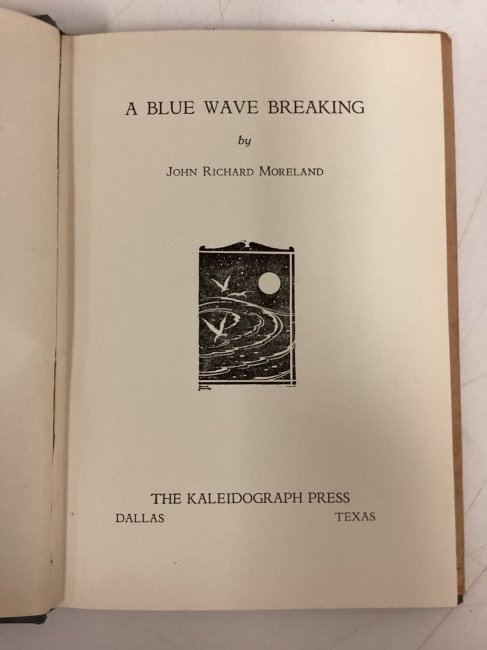 A BLUE WAVE BREAKING
by
JOHN RICHARD MORELAND
THE KALEIDOGRAPH PRESS
DALLAS TEXAS